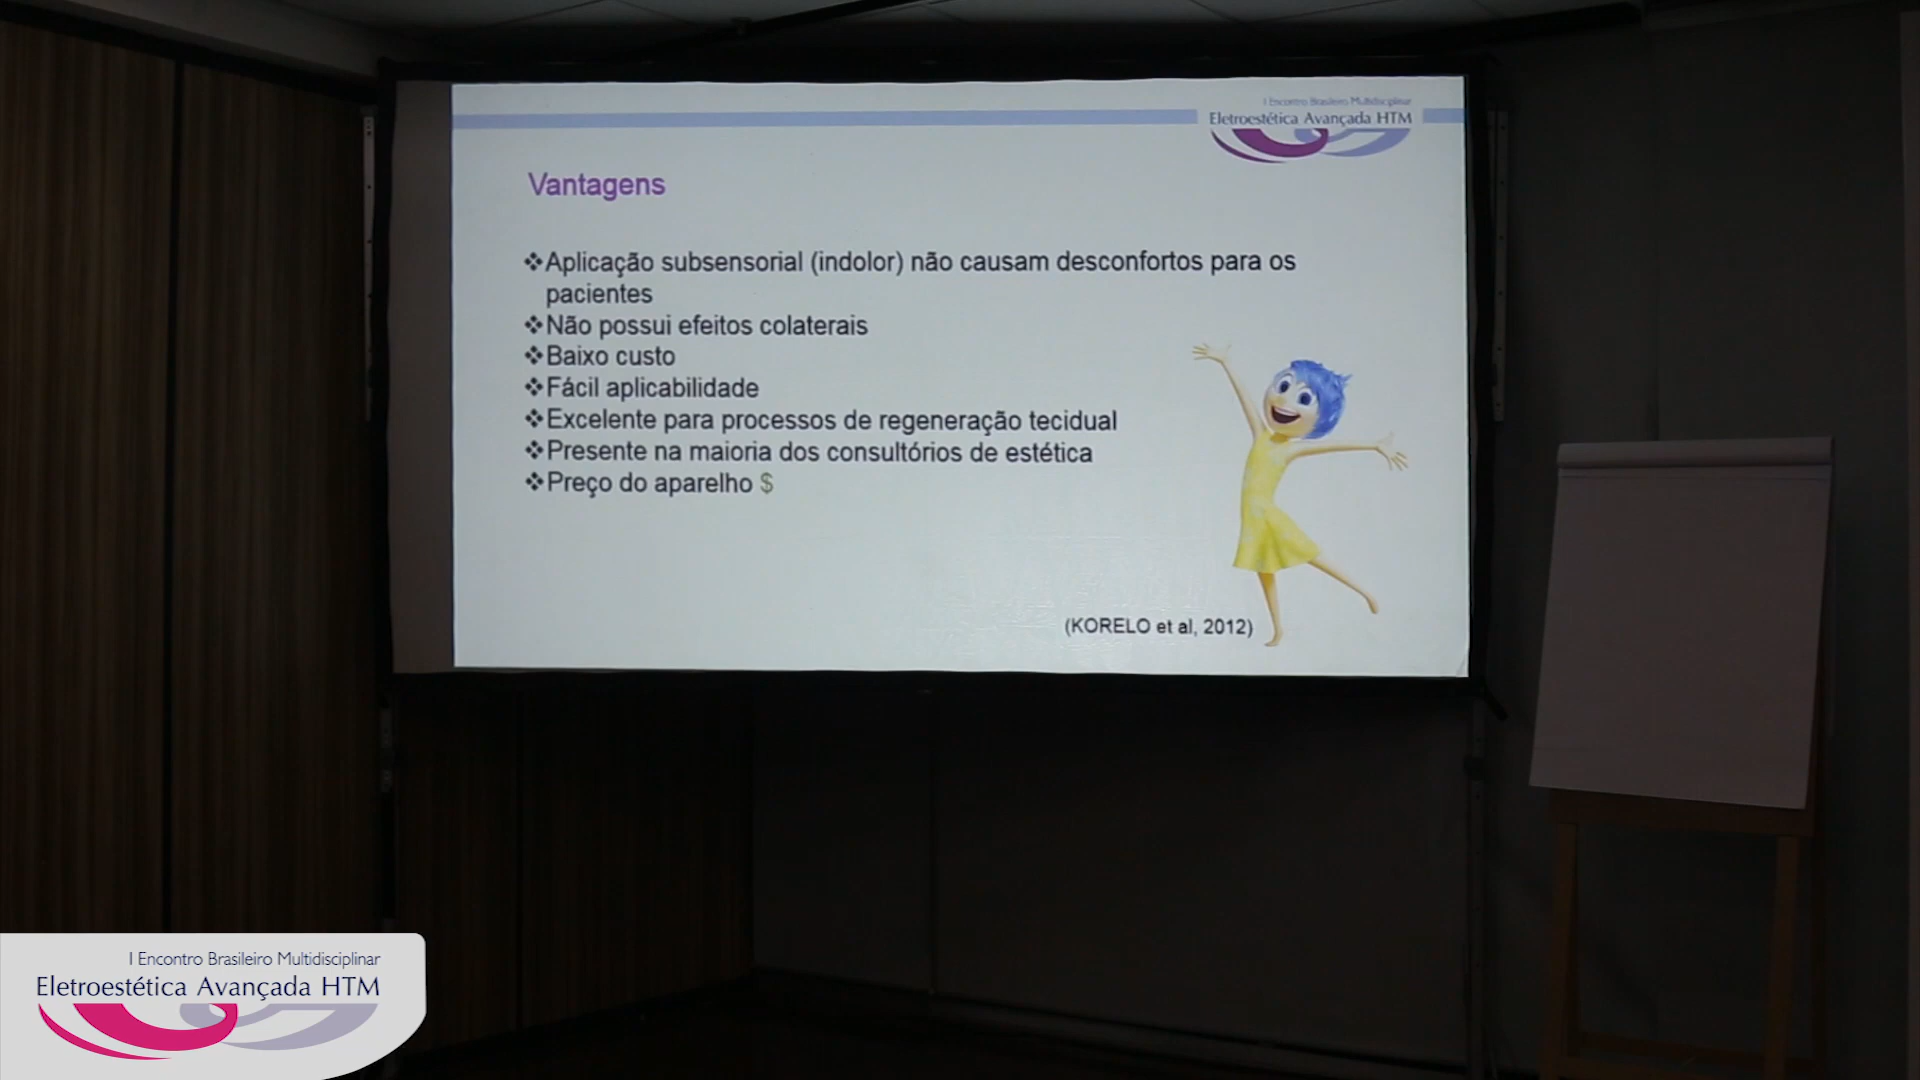 I Encontro Brasileiro Multidisciplinar
Eletroestética Avançada HTM
Vantagens
❖Aplicação subsensorial (indolor) não causam desconfortos para os
pacientes
❖Não possui efeitos colaterais
❖Baixo custo
❖Fácil aplicabilidade
❖Excelente para processos de regeneração tecidual
❖Presente na maioria dos consultórios de estética
❖Preço do aparelho $
(KORELO et al, 2012)
I Encontro Brasileiro Multidisciplinar
Eletroestética Avançada HTM